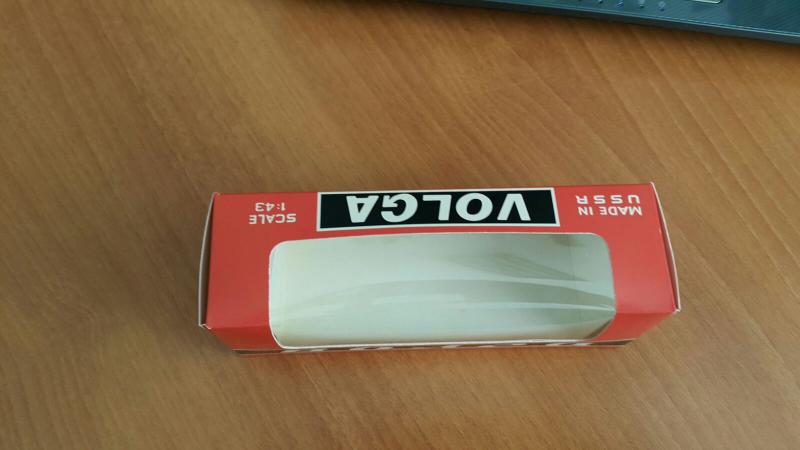 MADE IN
USSR
VOLGA
SCALE
1:43